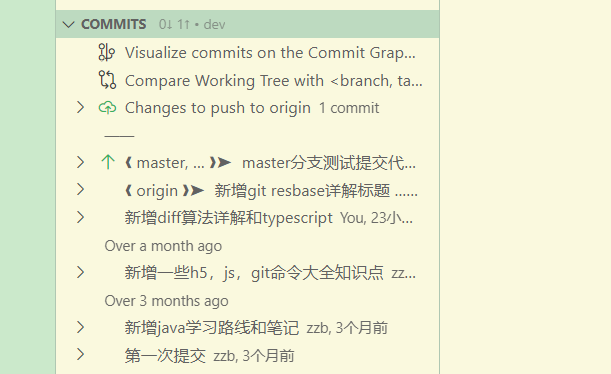 COMMITS 0↓ 1↑ • dev
Visualize commits on the Commit Grap...
Compare Working Tree with <branch, ta...
Changes to push to origin 1 commit
——
❨ master, ... ❩➤ master分支测试提交代...
❨ origin ❩➤ 新增git resbase详解标题 ......
新增diff算法详解和typescript You, 23小...
Over a month ago
新增一些h5，js，git命令大全知识点 zz...
Over 3 months ago
新增java学习路线和笔记 zzb, 3个月前
第一次提交 zzb, 3个月前